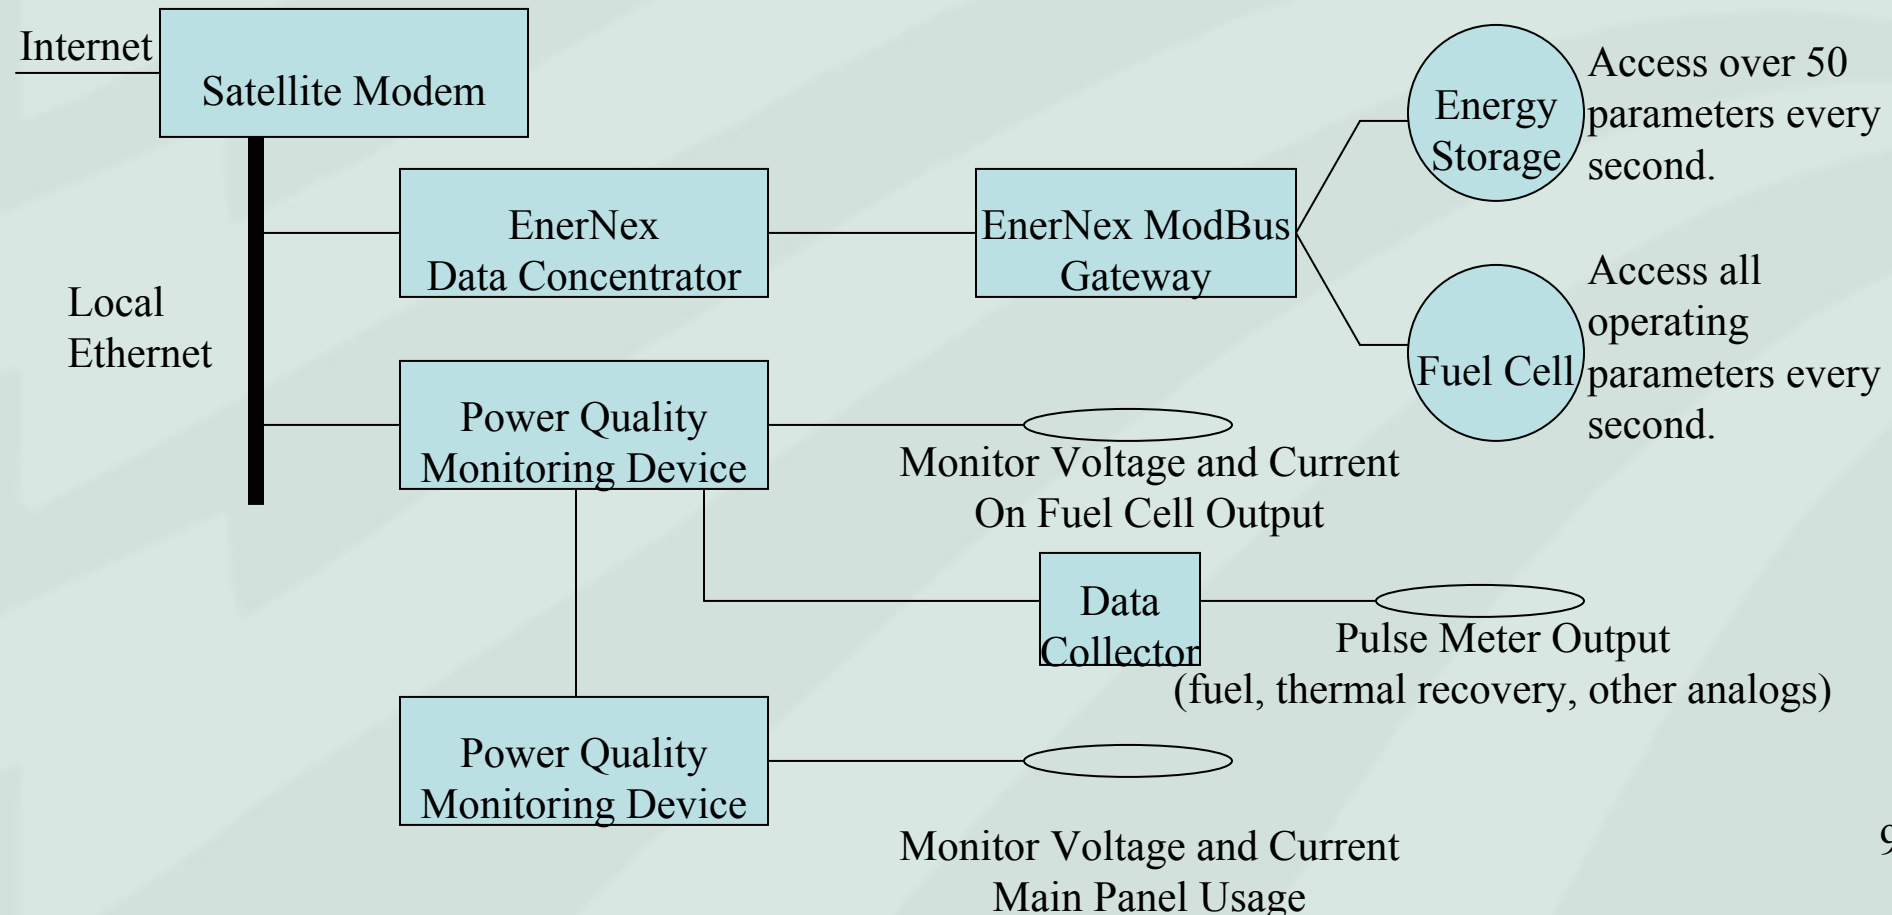 Internet
Satellite Modem
Energy
Storage
Access over 50
parameters every
second.
EnerNex
Data Concentrator
EnerNex ModBus
Gateway
Local
Ethernet
Fuel Cell
Access all
operating
parameters every
second.
Power Quality
Monitoring Device
Monitor Voltage and Current
On Fuel Cell Output
Data
Collector
Pulse Meter Output
(fuel, thermal recovery, other analogs)
Power Quality
Monitoring Device
Monitor Voltage and Current
Main Panel Usage
9